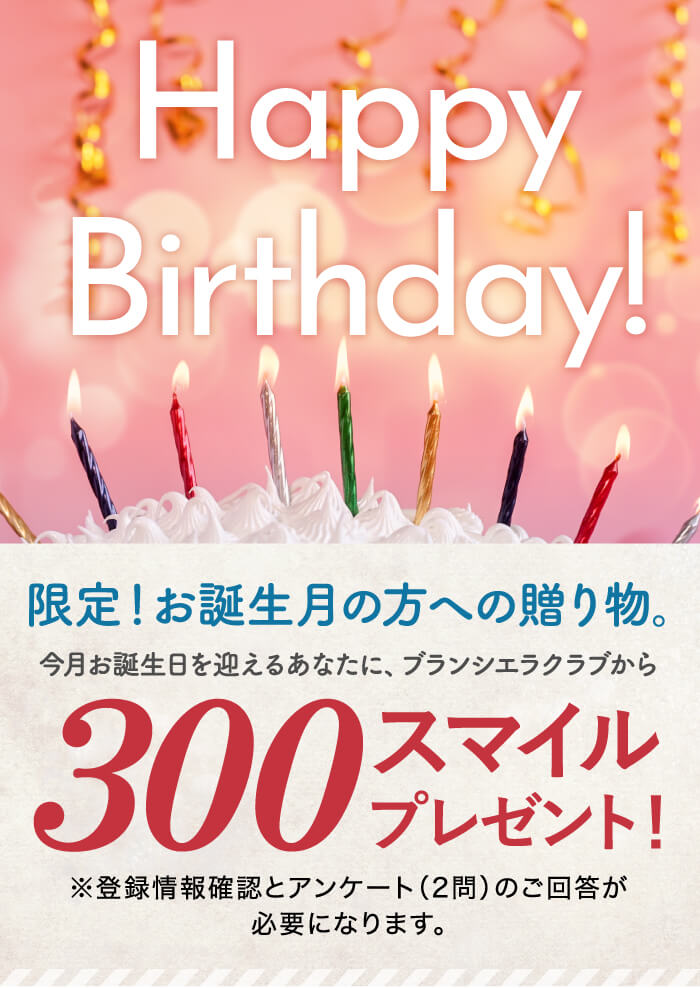 Happy
Birthday!
限定！お誕生月の方への贈り物。
今月お誕生日を迎えるあなたに、ブランシエラクラブから
300スマイル
プレゼント！
※登録情報確認とアンケート（2問）のご回答が
必要になります。